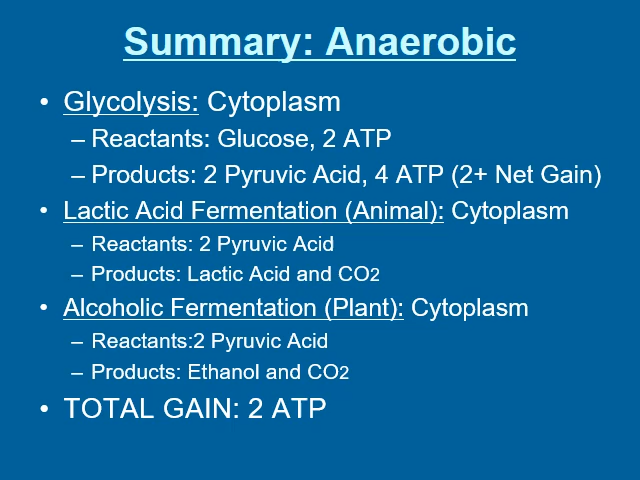 Summary: Anaerobic
• Glycolysis: Cytoplasm
– Reactants: Glucose, 2 ATP
– Products: 2 Pyruvic Acid, 4 ATP (2+ Net Gain)
• Lactic Acid Fermentation (Animal): Cytoplasm
– Reactants: 2 Pyruvic Acid
– Products: Lactic Acid and CO2
• Alcoholic Fermentation (Plant): Cytoplasm
– Reactants:2 Pyruvic Acid
– Products: Ethanol and CO2
• TOTAL GAIN: 2 ATP